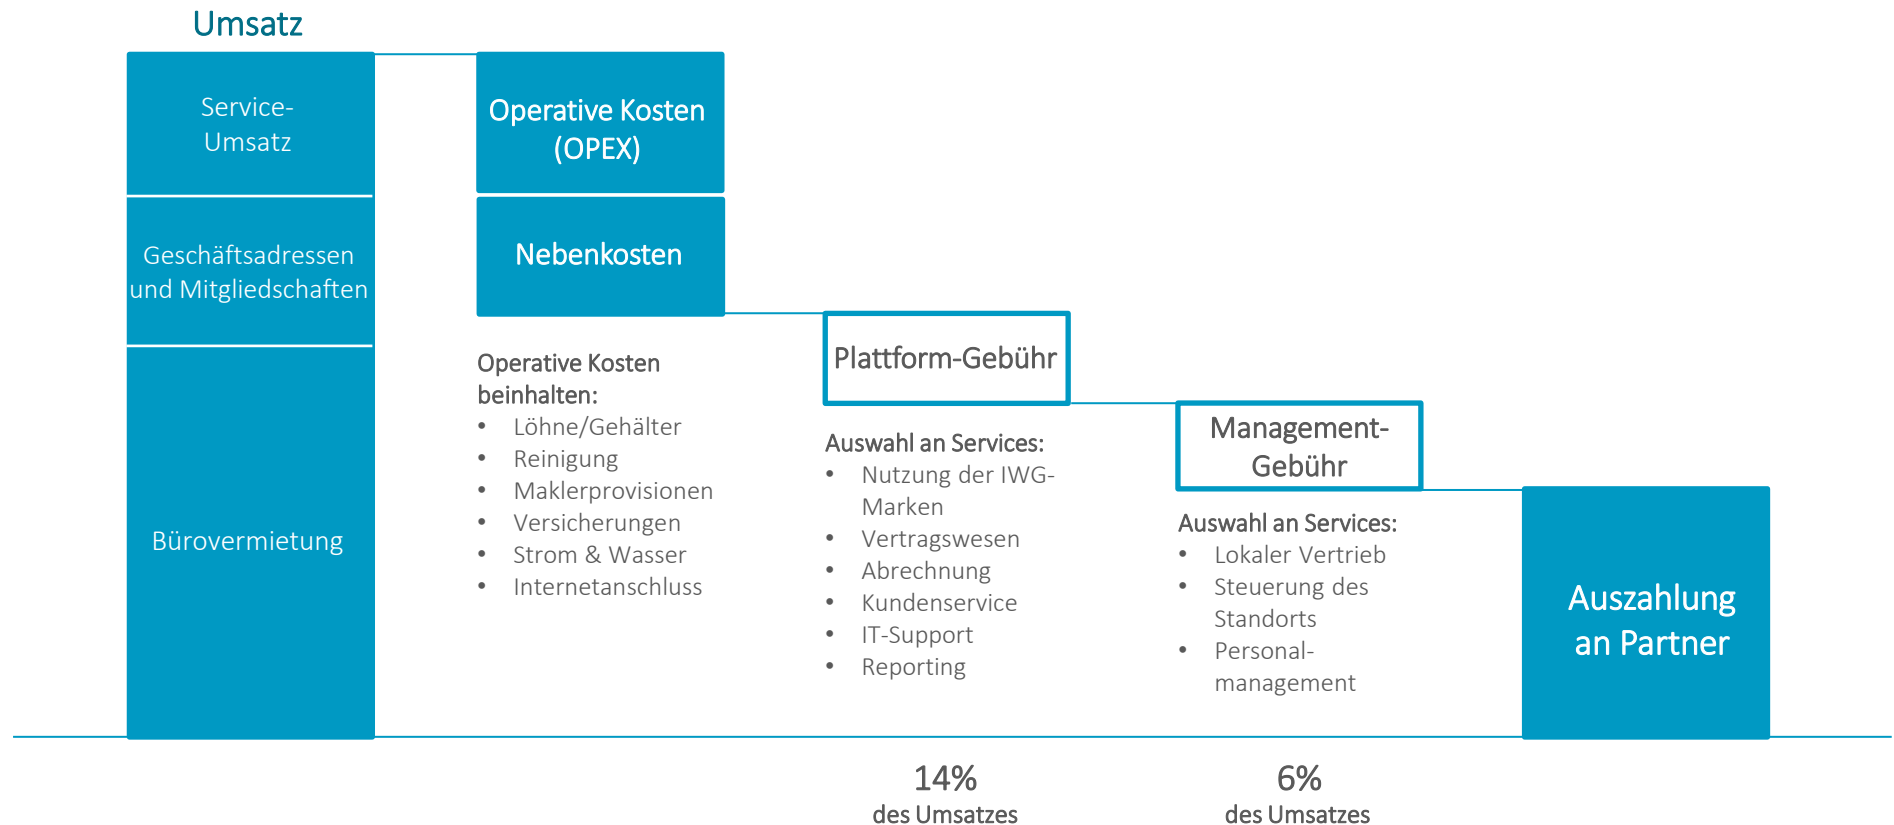 Umsatz
Service-
Umsatz
Geschäftsadressen
und Mitgliedschaften
Bürovermietung
Operative Kosten
(OPEX)
Nebenkosten
Operative Kosten
beinhalten:
• Löhne/Gehälter
• Reinigung
• Maklerprovisionen
• Versicherungen
• Strom & Wasser
• Internetanschluss
Plattform-Gebühr
Auswahl an Services:
• Nutzung der IWG-
Marken
• Vertragswesen
• Abrechnung
• Kundenservice
• IT-Support
• Reporting
14%
des Umsatzes
Management-
Gebühr
Auswahl an Services:
• Lokaler Vertrieb
• Steuerung des
Standorts
• Personal-
management
6%
des Umsatzes
Auszahlung
an Partner